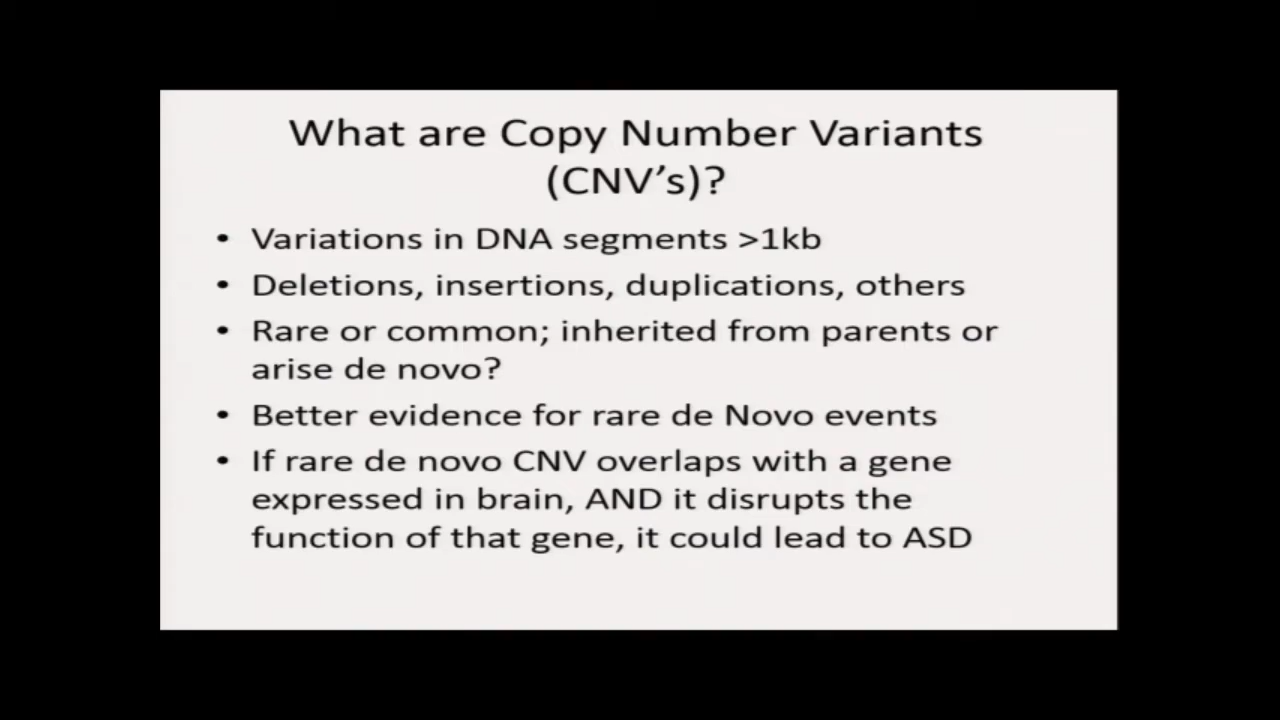 What are Copy Number Variants
(CNV’s)?
• Variations in DNA segments >1kb
• Deletions, insertions, duplications, others
• Rare or common; inherited from parents or
arise de novo?
• Better evidence for rare de Novo events
• If rare de novo CNV overlaps with a gene
expressed in brain, AND it disrupts the
function of that gene, it could lead to ASD